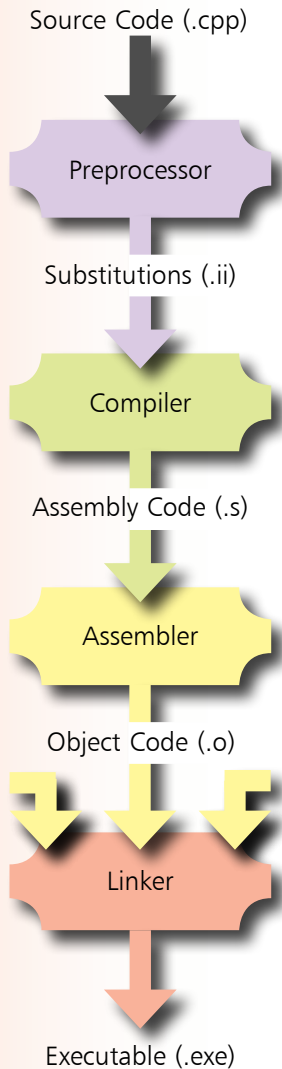 Source Code (.cpp)
Preprocessor
Substitutions (.ii)
Compiler
Assembly Code (.s)
Assembler
Object Code (.o)
Linker
Executable (.exe)